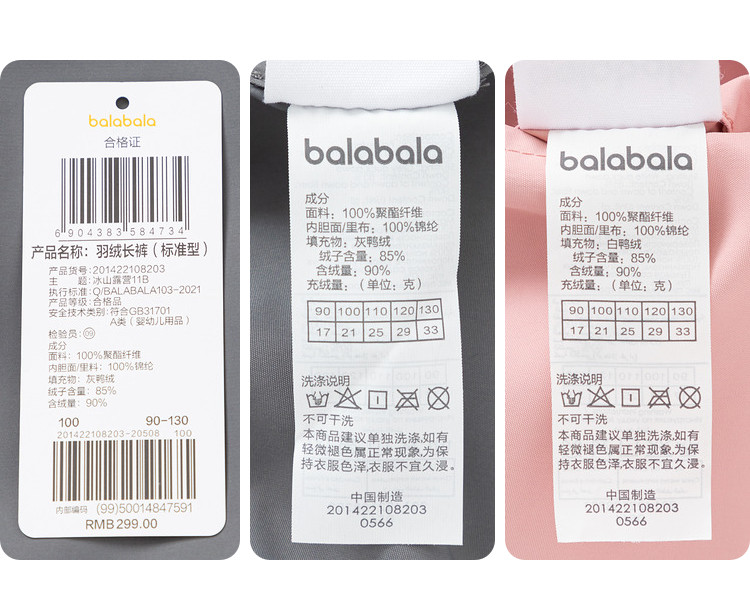 balabala
合格证
6 904383 584734
产品名称：羽绒长裤（标准型）
产品货号：201422108203
主 题：冰山露营11B
执行标准：Q/BALABALA103-2021
产品等级：合格品
安全技术类别：符合GB31701
A类（婴幼儿用品）
检验员：09
成分
面料：100%聚酯纤维
内胆面/里料：100%锦纶
填充物：灰鸭绒
绒子含量：85%
含绒量：90%
100 90-130
201422108203-20508 100
内部编码 (99)50014847591
RMB299.00
balabala
成分
面料：100%聚酯纤维
内胆面/里布：100%锦纶
填充物：灰鸭绒
绒子含量：85%
含绒量：90%
充绒量：（单位：克）
90 100 110 120 130
17 21 25 29 33
洗涤说明
不可干洗
本商品建议单独洗涤,如有
轻微褪色属正常现象,为保
持衣服色泽,衣服不宜久浸。
中国制造
201422108203
0566
balabala
成分
面料：100%聚酯纤维
内胆面/里布：100%锦纶
填充物：白鸭绒
绒子含量：85%
含绒量：90%
充绒量：（单位：克）
90 100 110 120 130
17 21 25 29 33
洗涤说明
不可干洗
本商品建议单独洗涤,如有
轻微褪色属正常现象,为保
持衣服色泽,衣服不宜久浸。
中国制造
201422108203
0566